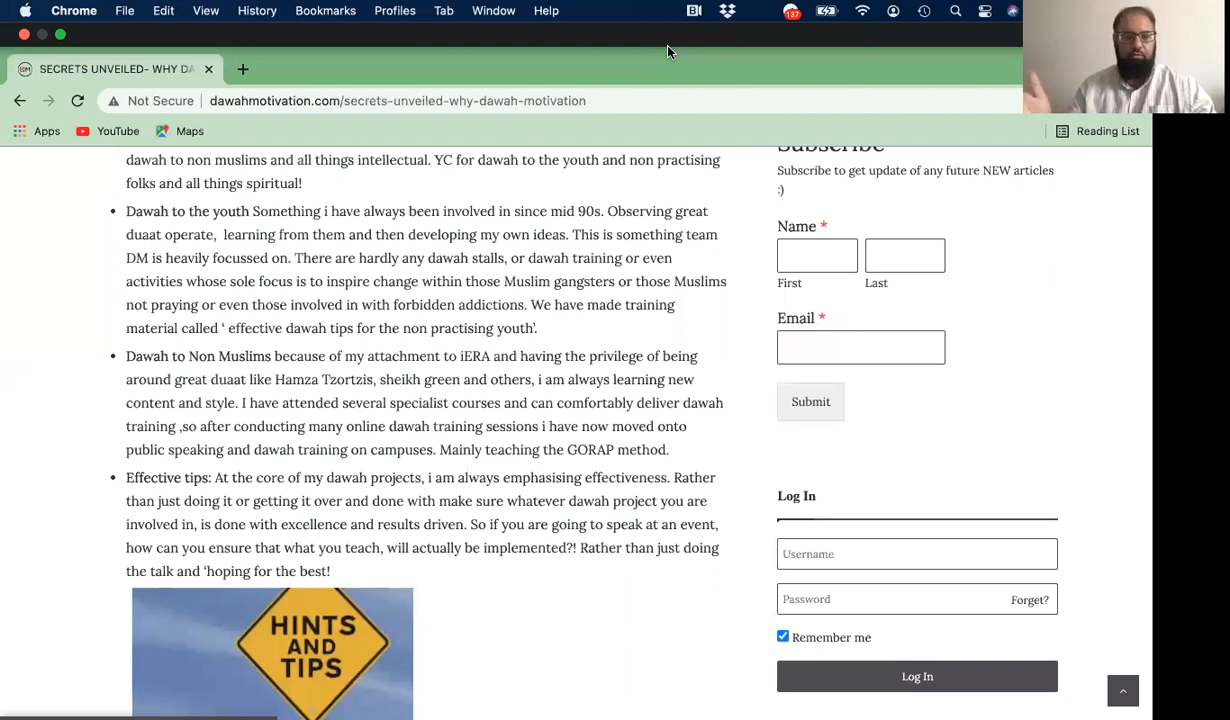 Chrome File Edit View History Bookmarks Profiles Tab Window Help
137
SECRETS UNVEILED- WHY DA
Not Secure dawahmotivation.com/secrets-unveiled-why-dawah-motivation
Apps YouTube Maps Reading List
dawah to non muslims and all things intellectual. YC for dawah to the youth and non practising
folks and all things spiritual!
• Dawah to the youth Something i have always been involved in since mid 90s. Observing great
duaat operate, learning from them and then developing my own ideas. This is something team
DM is heavily focussed on. There are hardly any dawah stalls, or dawah training or even
activities whose sole focus is to inspire change within those Muslim gangsters or those Muslims
not praying or even those involved in with forbidden addictions. We have made training
material called ‘ effective dawah tips for the non practising youth’.
• Dawah to Non Muslims because of my attachment to iERA and having the privilege of being
around great duaat like Hamza Tzortzis, sheikh green and others, i am always learning new
content and style. I have attended several specialist courses and can comfortably deliver dawah
training ,so after conducting many online dawah training sessions i have now moved onto
public speaking and dawah training on campuses. Mainly teaching the GORAP method.
• Effective tips: At the core of my dawah projects, i am always emphasising effectiveness. Rather
than just doing it or getting it over and done with make sure whatever dawah project you are
involved in, is done with excellence and results driven. So if you are going to speak at an event,
how can you ensure that what you teach, will actually be implemented?! Rather than just doing
the talk and ‘hoping for the best!
HINTS
AND
TIPS
Subscribe
Subscribe to get update of any future NEW articles
:)
Name *
First Last
Email *
Submit
Log In
Username
Password Forget?
Remember me
Log In